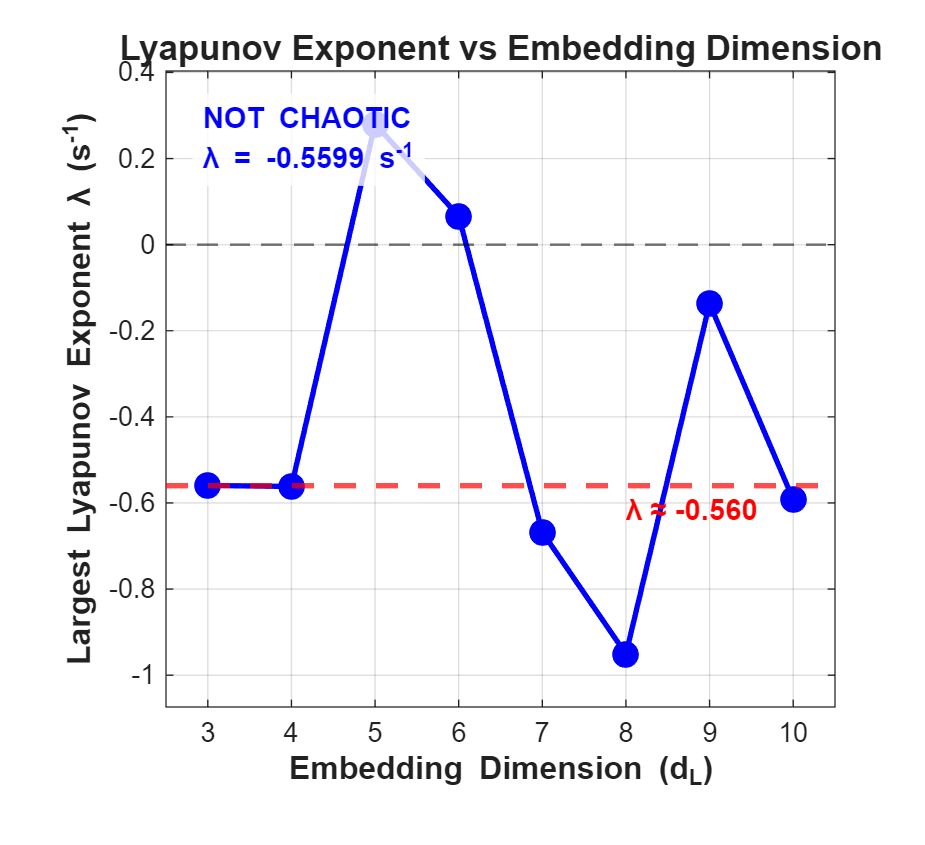 Lyapunov Exponent vs Embedding Dimension
0.4
0.2
0
-0.2
-0.4
-0.6
-0.8
-1
Largest Lyapunov Exponent λ (s⁻¹)
NOT CHAOTIC
λ = -0.5599 s⁻¹
λ ≈ -0.560
3 4 5 6 7 8 9 10
Embedding Dimension (d_L)